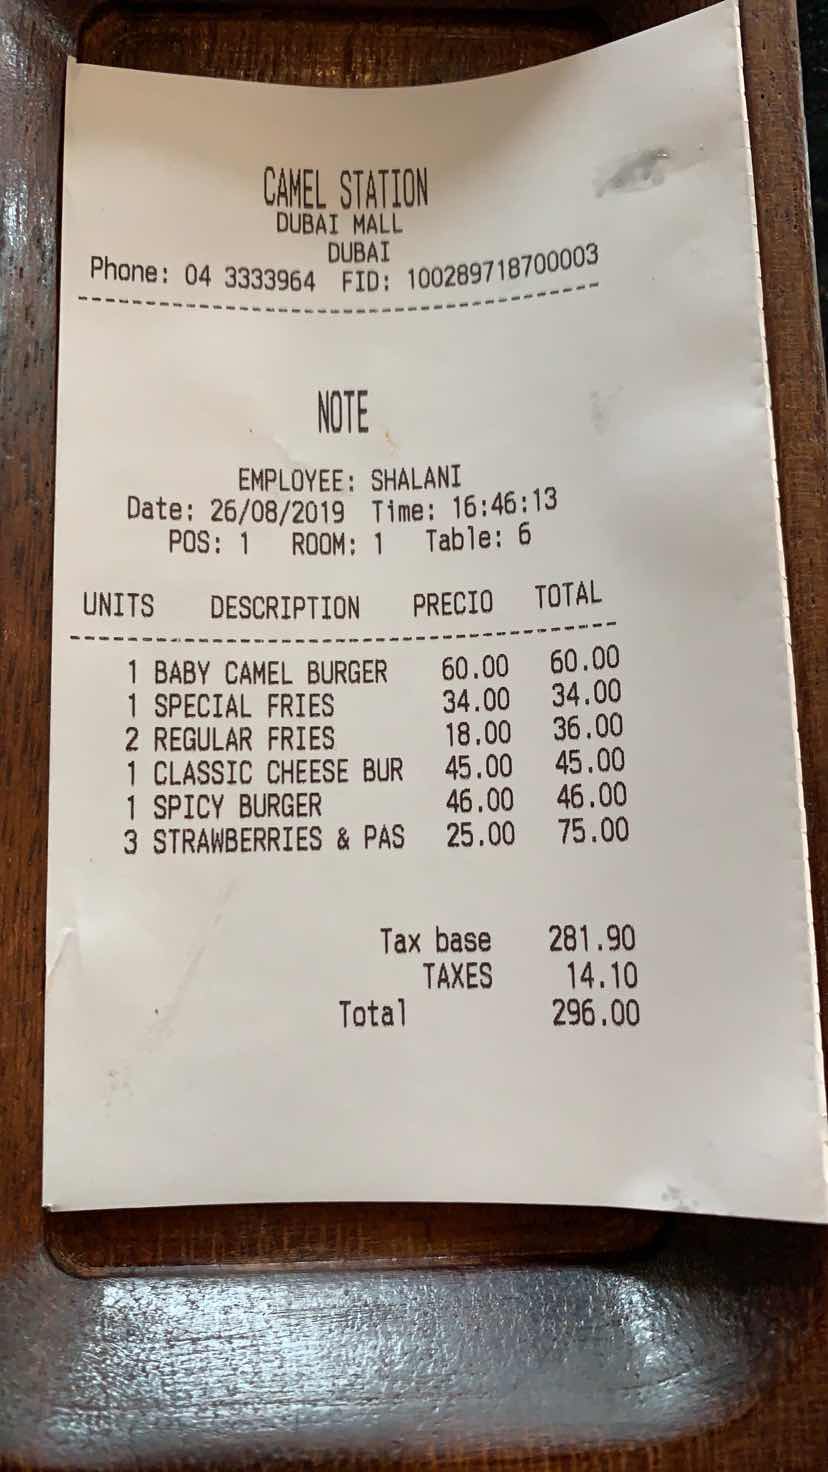 CAMEL STATION
DUBAI MALL
DUBAI
Phone: 04 3333964 FID: 100289718700003
NOTE
EMPLOYEE: SHALANI
Date: 26/08/2019 Time: 16:46:13
POS: 1 ROOM: 1 Table: 6
UNITS DESCRIPTION PRECIO TOTAL
1 BABY CAMEL BURGER 60.00 60.00
1 SPECIAL FRIES 34.00 34.00
2 REGULAR FRIES 18.00 36.00
1 CLASSIC CHEESE BUR 45.00 45.00
1 SPICY BURGER 46.00 46.00
3 STRAWBERRIES & PAS 25.00 75.00
Tax base 281.90
TAXES 14.10
Total 296.00